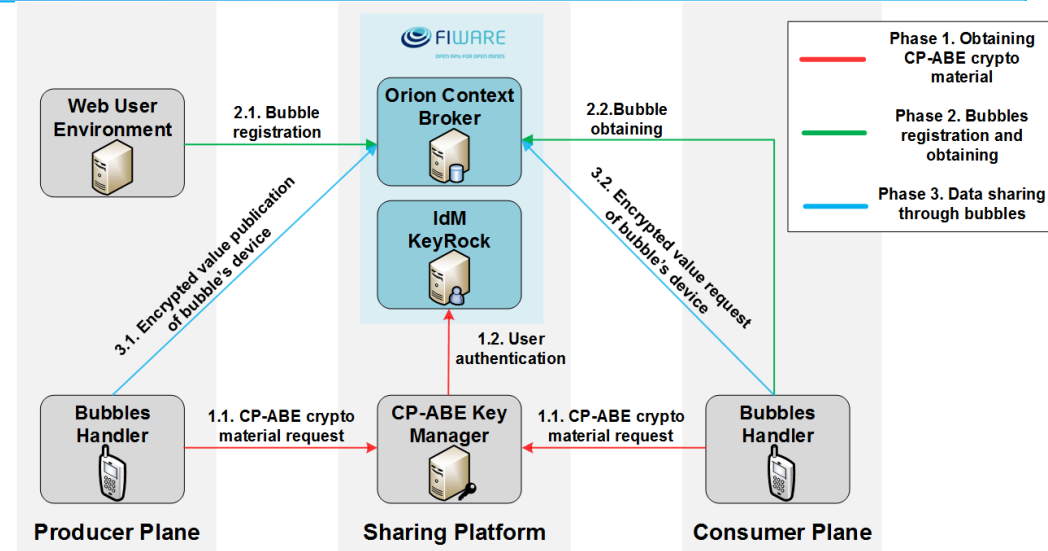 FIWARE
OPEN APIS FOR OPEN MINDS
Web User
Environment
2.1. Bubble
registration
Orion Context
Broker
2.2.Bubble
obtaining
Phase 1. Obtaining
CP-ABE crypto
material
Phase 2. Bubbles
registration and
obtaining
Phase 3. Data sharing
through bubbles
IdM
KeyRock
3.1. Encrypted value publication
of bubble's device
3.2. Encrypted value request
of bubble's device
1.2. User
authentication
Bubbles
Handler
1.1. CP-ABE crypto
material request
CP-ABE Key
Manager
1.1. CP-ABE crypto
material request
Bubbles
Handler
Producer Plane
Sharing Platform
Consumer Plane